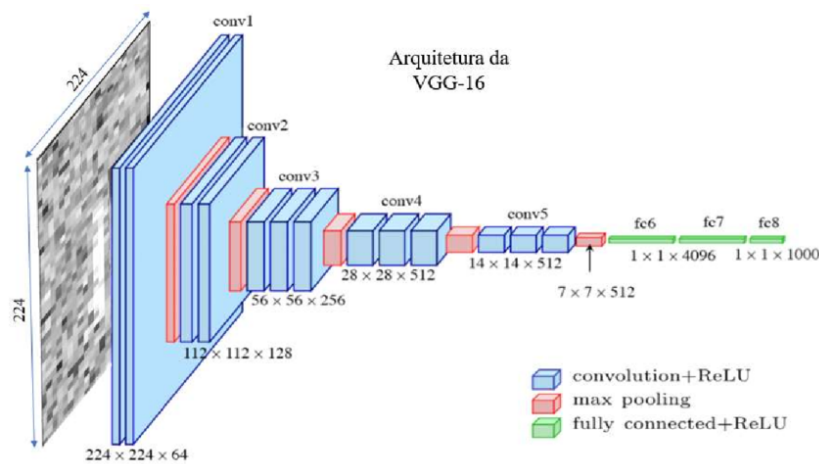 conv1
224
Arquitetura da
VGG-16
conv2
conv3
conv4
conv5
fc6
fc7
fc8
224
28 × 28 × 512
14 × 14 × 512
1 × 1 × 4096
1 × 1 × 1000
56 × 56 × 256
7 × 7 × 512
112 × 112 × 128
224 × 224 × 64
convolution+ReLU
max pooling
fully connected+ReLU